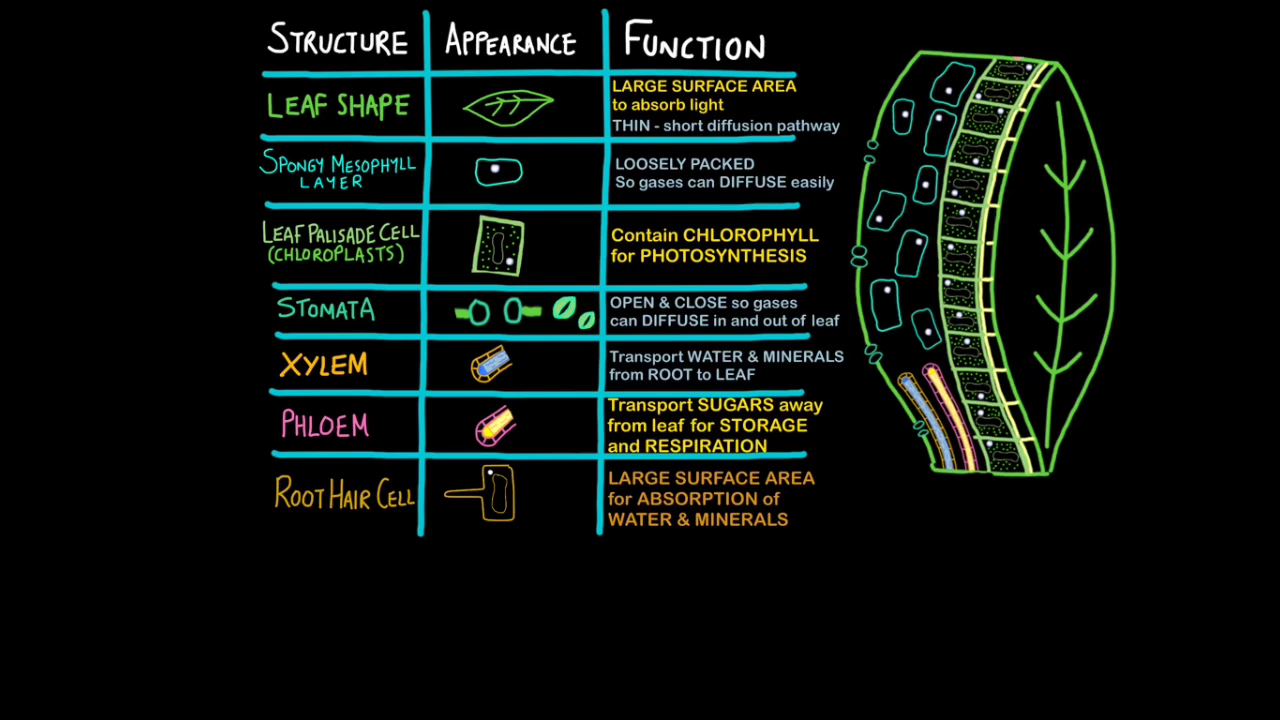 STRUCTURE APPEARANCE FUNCTION
LEAF SHAPE
LARGE SURFACE AREA
to absorb light
THIN - short diffusion pathway
SPONGY MESOPHYLL
LAYER
LOOSELY PACKED
So gases can DIFFUSE easily
LEAF PALISADE CELL
(CHLOROPLASTS)
Contain CHLOROPHYLL
for PHOTOSYNTHESIS
STOMATA
OPEN & CLOSE so gases
can DIFFUSE in and out of leaf
XYLEM
Transport WATER & MINERALS
from ROOT to LEAF
PHLOEM
Transport SUGARS away
from leaf for STORAGE
and RESPIRATION
ROOT HAIR CELL
LARGE SURFACE AREA
for ABSORPTION of
WATER & MINERALS